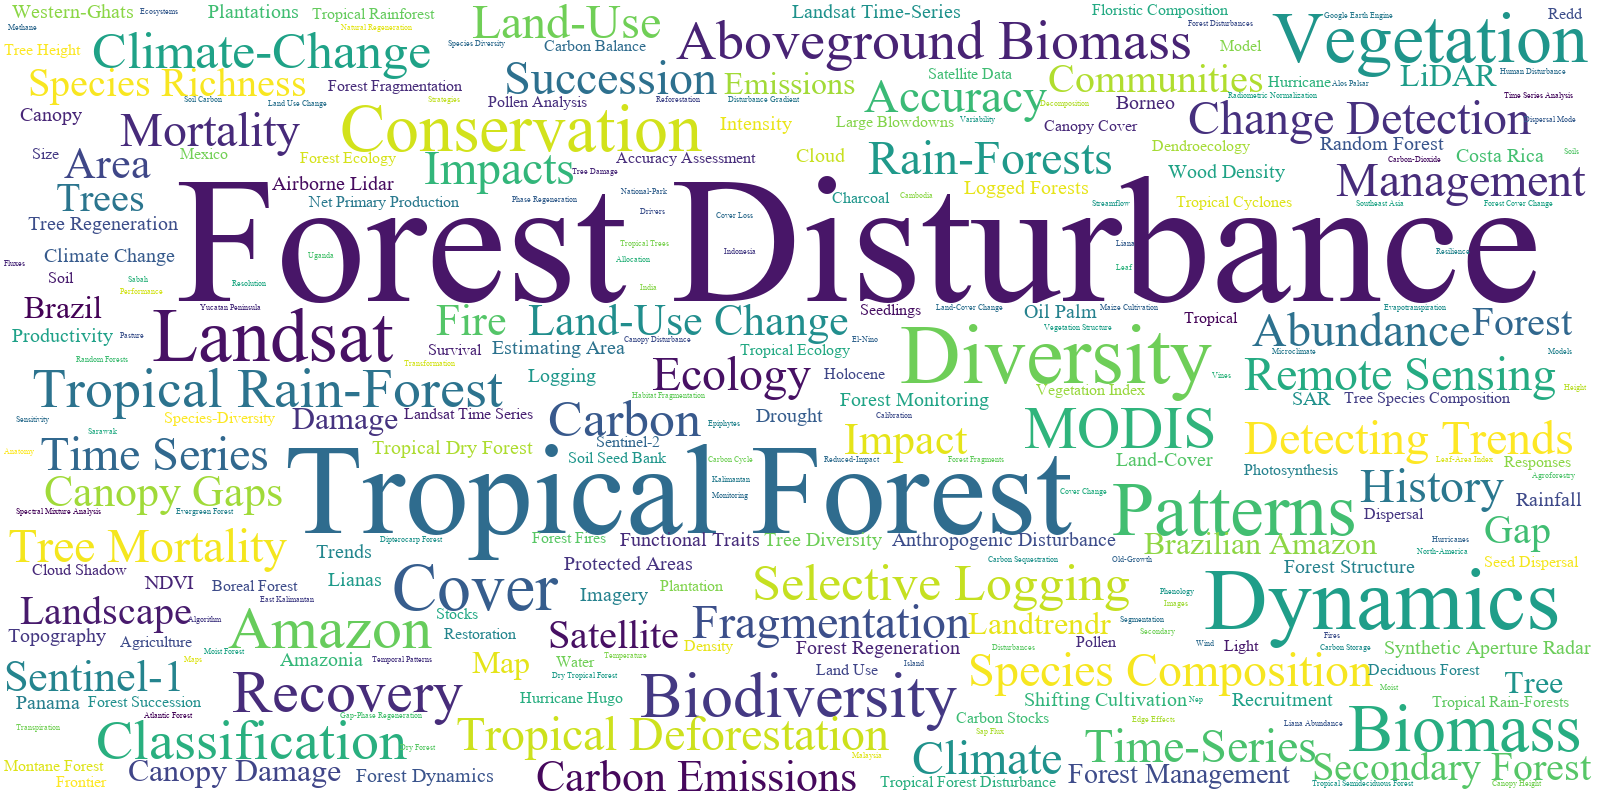 Western-Ghats
Ecosystems
Plantations
Tropical Rainforest
Land-Use
Landsat Time-Series
Floristic Composition
Google Earth Engine
Redd
Methane
Natural Regeneration
Forest Disturbances
Vegetation
Tree Height
Climate-Change
Species Diversity
Carbon Balance
Aboveground Biomass
Model
Species Richness
Forest Fragmentation
Succession
Emissions
Satellite Data
Communities
Hurricane
Alos Palsar
LiDAR
Human Disturbance
Soil Carbon
Land Use Change
Strategies
Pollen Analysis
Reforestation
Disturbance Gradient
Accuracy
Decomposition
Borneo
Radiometric Normalization
Time Series Analysis
Canopy
Mortality
Conservation
Intensity
Large Blowdowns
Variability
Canopy Cover
Change Detection
Dispersal Mode
Size
Area
Mexico
Forest Ecology
Impacts
Accuracy Assessment
Cloud
Rain-Forests
Dendroecology
Random Forest
Carbon-Dioxide
Costa Rica
Soils
Tree Damage
Wood Density
Trees
Airborne Lidar
National-Park
Logged Forests
Management
Net Primary Production
Phase Regeneration
Charcoal
Cambodia
Streamflow
Tropical Cyclones
Southeast Asia
Forest Cover Change
Tree Regeneration
Forest Disturbance
Drivers
Cover Loss
Climate Change
Uganda
Tropical Trees
Indonesia
Liana
Resilience
Fluxes
Allocation
Leaf
Soil
Sabah
Resolution
India
Performance
Brazil
Yucatan Peninsula
Seedlings
Land-Cover Change
Oil Palm
Maize Cultivation
Evapotranspiration
Landsat
Fire
Land-Use Change
Tropical
Abundance
Forest
Productivity
Pasture
Canopy Disturbance
El-Nino
Vegetation Structure
Random Forests
Survival
Estimating Area
Tropical Ecology
Diversity
Microclimate
Models
Transformation
Tropical Rain-Forest
Logging
Ecology
Holocene
Vines
Remote Sensing
Height
Habitat Fragmentation
Forest Monitoring
Vegetation Index
SAR
Tree Species Composition
Sensitivity
Species-Diversity
Damage
Landsat Time Series
Carbon
Drought
Calibration
Sarawak
Epiphytes
MODIS
Anatomy
Time Series
Tropical Dry Forest
Sentinel-2
Impact
Detecting Trends
Soil Seed Bank
Carbon Cycle
Reduced-Impact
Forest Fragments
Land-Cover
Leaf-Area Index
Responses
Photosynthesis
Agroforestry
Canopy Gaps
Tropical Forest
Kalimantan
Monitoring
Cover Change
Patterns
History
Rainfall
Spectral Mixture Analysis
Evergreen Forest
Dispersal
Gap
Tree Mortality
Dipterocarp Forest
Forest Fires
Functional Traits
Tree Diversity
Anthropogenic Disturbance
Brazilian Amazon
Hurricanes
North-America
Trends
Cloud Shadow
Protected Areas
Carbon Sequestration
Old-Growth
Forest Structure
Seed Dispersal
NDVI
Boreal Forest
Lianas
Cover
Imagery
Plantation
Selective Logging
Phenology
Images
Dynamics
East Kalimantan
Landscape
Algorithm
Stocks
Fragmentation
Landtrendr
Segmentation
Topography
Agriculture
Amazon
Restoration
Satellite
Density
Forest Regeneration
Disturbances
Pollen
Secondary
Wind
Light
Fires
Carbon Storage
Synthetic Aperture Radar
Moist Forest
Maps
Amazonia
Temporal Patterns
Map
Water
Temperature
Land Use
Island
Species Composition
Deciduous Forest
Sentinel-1
Dry Tropical Forest
Moist
Tree
Panama
Forest Succession
Recovery
Hurricane Hugo
Biodiversity
Shifting Cultivation
Nep
Recruitment
Tropical Rain-Forests
Atlantic Forest
Gap-Phase Regeneration
Carbon Stocks
Edge Effects
Liana Abundance
Transpiration
Classification
Dry Forest
Tropical Deforestation
Sap Flux
Biomass
Malaysia
Climate
Time-Series
Montane Forest
Frontier
Canopy Damage
Forest Dynamics
Carbon Emissions
Tropical Forest Disturbance
Forest Management
Secondary Forest
Tropical Semideciduous Forest
Canopy Height